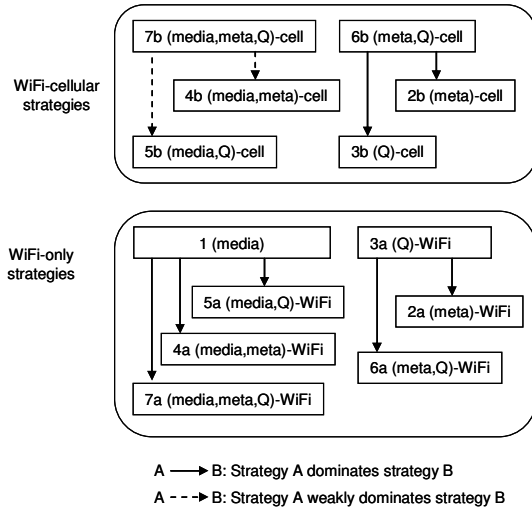 7b (media,meta,Q)-cell
6b (meta,Q)-cell
WiFi-cellular
strategies
4b (media,meta)-cell
2b (meta)-cell
5b (media,Q)-cell
3b (Q)-cell
WiFi-only
strategies
1 (media)
3a (Q)-WiFi
5a (media,Q)-WiFi
2a (meta)-WiFi
4a (media,meta)-WiFi
6a (meta,Q)-WiFi
7a (media,meta,Q)-WiFi
A B: Strategy A dominates strategy B
A B: Strategy A weakly dominates strategy B